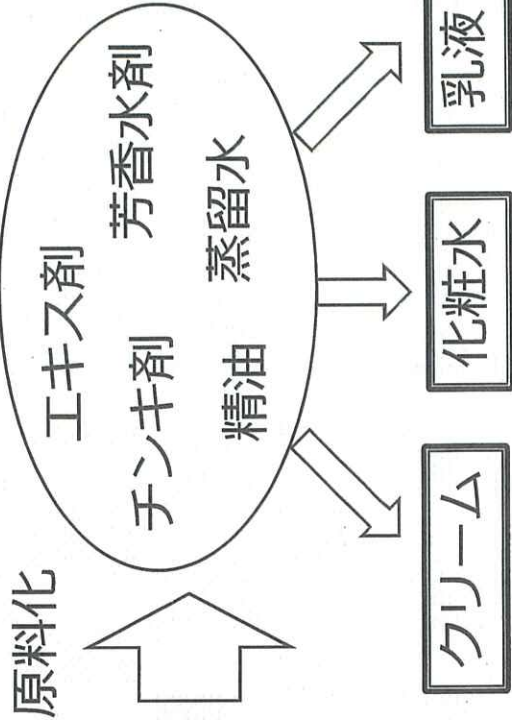 原料化
エキス剤
チンキ剤
芳香水剤
精油
蒸留水
クリーム
化粧水
乳液